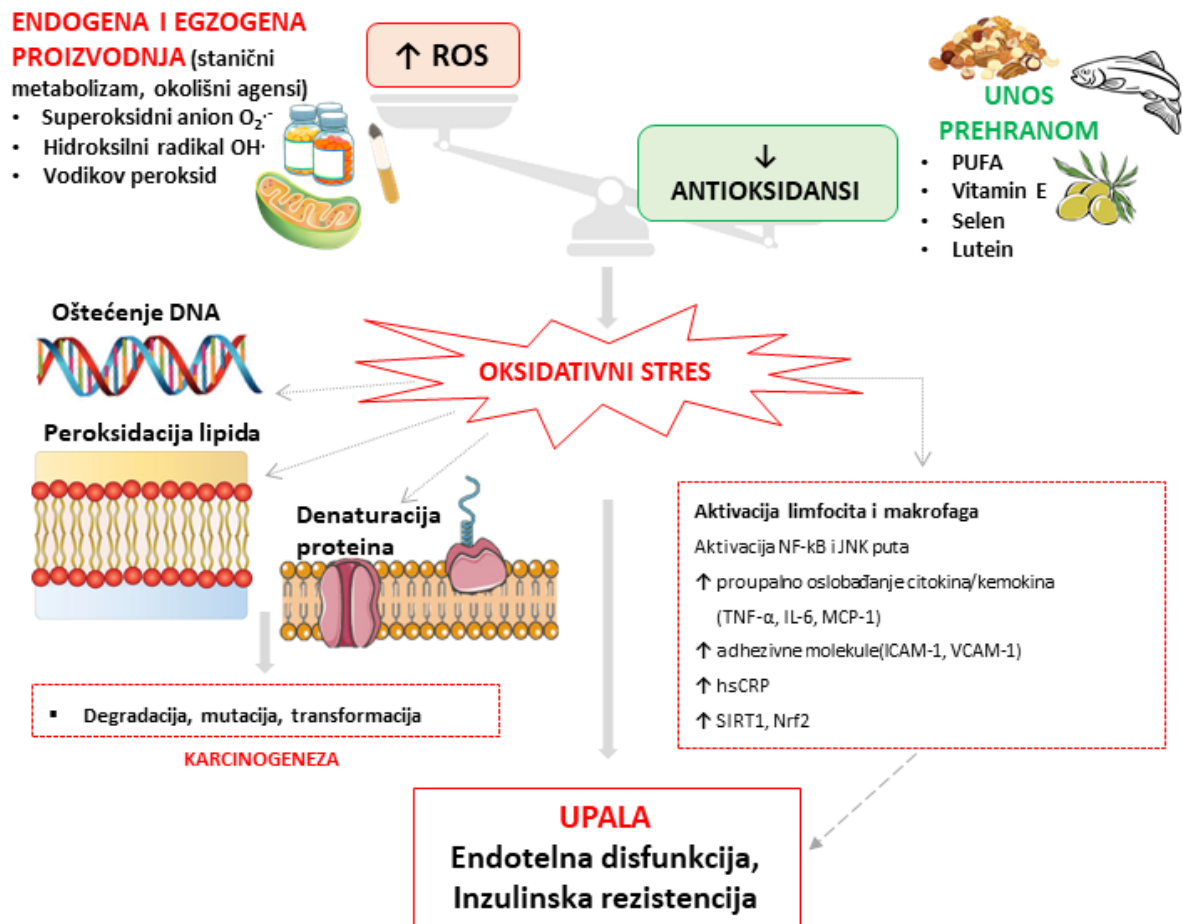 ENDOGENA I EGZOGENA
PROIZVODNJA (stanični
metabolizam, okolišni agensi)
• Superoksidni anion O₂·⁻
• Hidroksilni radikal OH·
• Vodikov peroksid
↑ ROS
↓
ANTIOKSIDANSI
UNOS
PREHRANOM
• PUFA
• Vitamin E
• Selen
• Lutein
OKSIDATIVNI STRES
Oštećenje DNA
Peroksidacija lipida
Denaturacija
proteina
▪ Degradacija, mutacija, transformacija
KARCINOGENEZA
Aktivacija limfocita i makrofaga
Aktivacija NF-kB i JNK puta
↑ proupalno oslobađanje citokina/kemokina
(TNF-α, IL-6, MCP-1)
↑ adhezivne molekule(ICAM-1, VCAM-1)
↑ hsCRP
↑ SIRT1, Nrf2
UPALA
Endotelna disfunkcija,
Inzulinska rezistencija